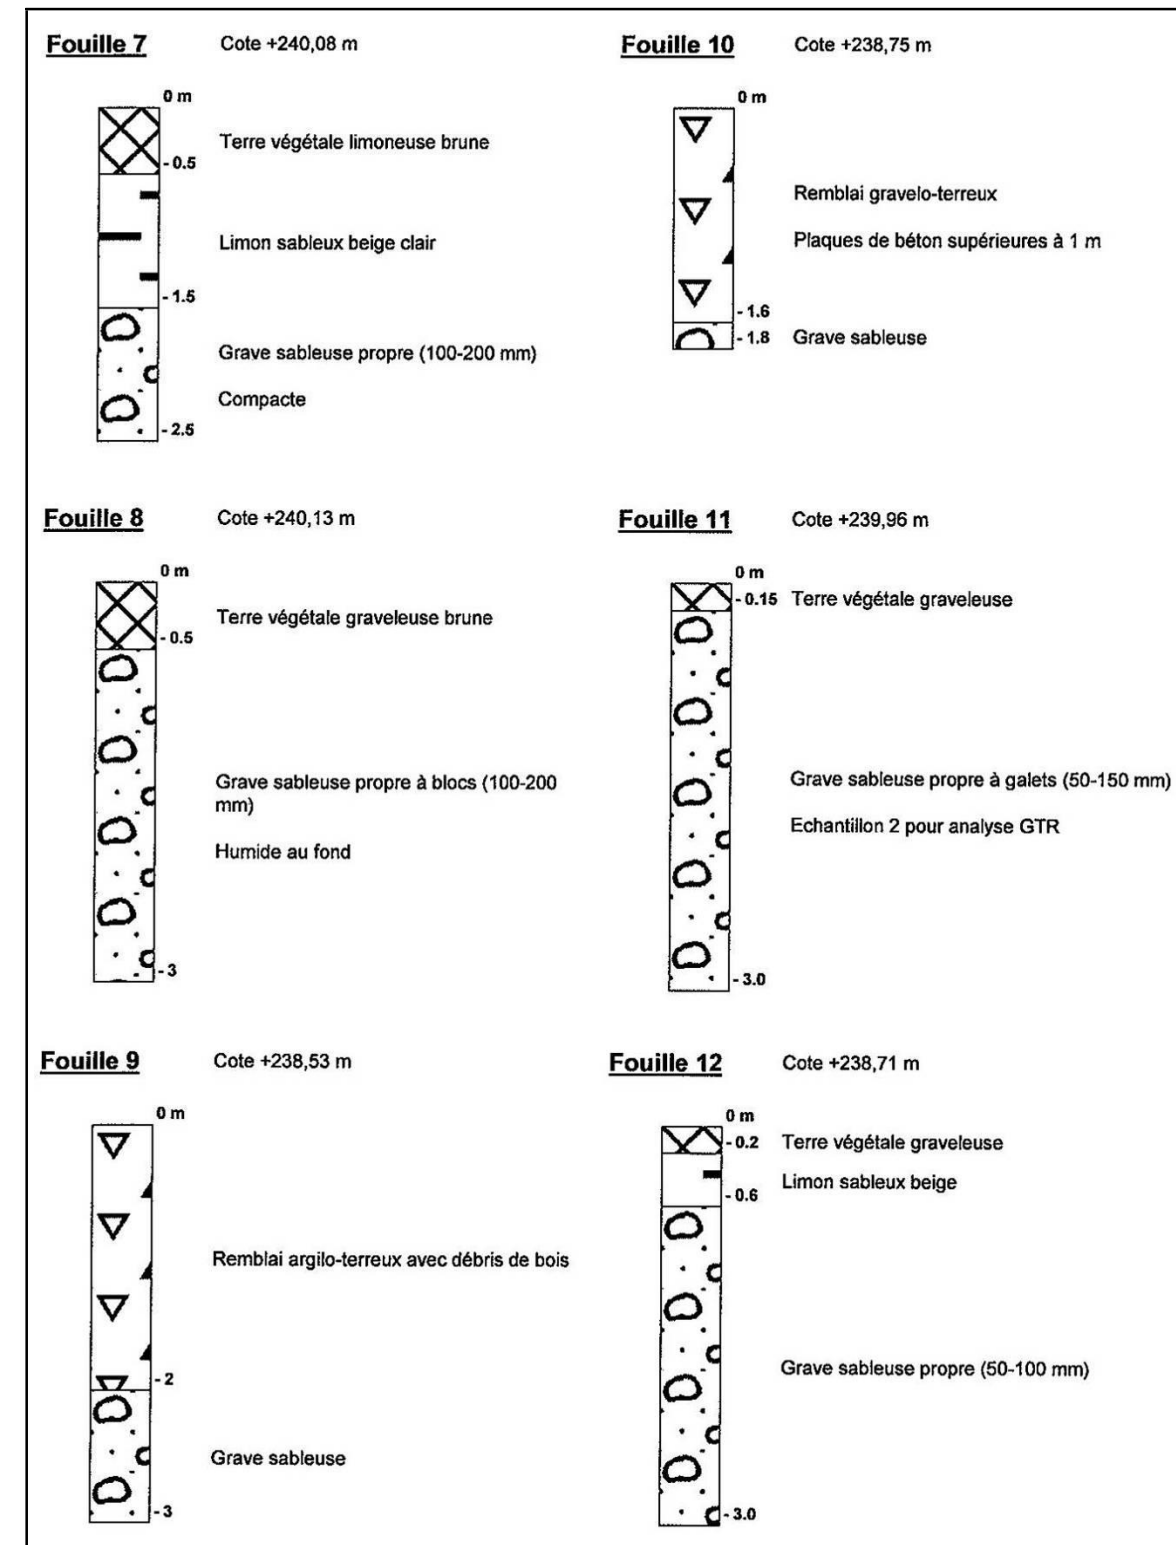 Fouille 7 Cote +240,08 m
0 m
Terre végétale limoneuse brune
- 0.5
Limon sableux beige clair
- 1.5
Grave sableuse propre (100-200 mm)
Compacte
- 2.5
Fouille 10 Cote +238,75 m
0 m
Remblai gravelo-terreux
Plaques de béton supérieures à 1 m
- 1.6
- 1.8 Grave sableuse
Fouille 8 Cote +240,13 m
0 m
Terre végétale graveleuse brune
- 0.5
Grave sableuse propre à blocs (100-200
mm)
Humide au fond
- 3
Fouille 11 Cote +239,96 m
0 m
- 0.15 Terre végétale graveleuse
Grave sableuse propre à galets (50-150 mm)
Echantillon 2 pour analyse GTR
- 3.0
Fouille 9 Cote +238,53 m
0 m
Remblai argilo-terreux avec débris de bois
- 2
Grave sableuse
- 3
Fouille 12 Cote +238,71 m
0 m
- 0.2 Terre végétale graveleuse
Limon sableux beige
- 0.6
Grave sableuse propre (50-100 mm)
- 3.0